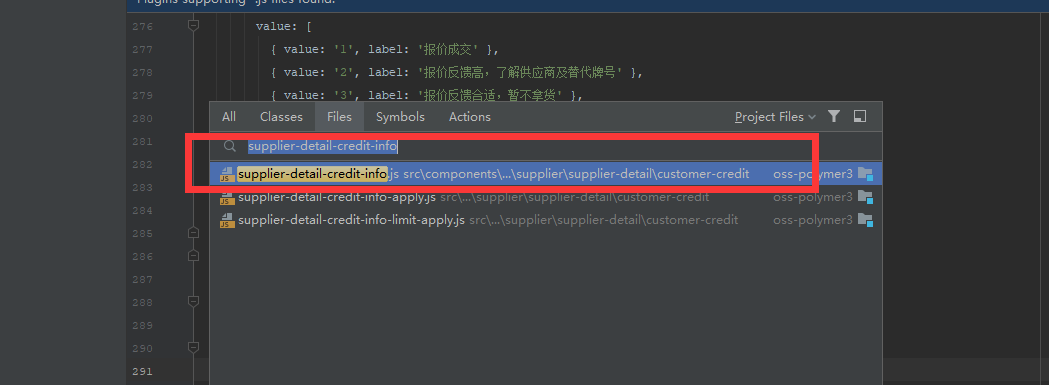 Plugins supporting *.js files found.
276 value: [
277 { value: '1', label: '报价成交' },
278 { value: '2', label: '报价反馈高，了解供应商及替代牌号' },
279 { value: '3', label: '报价反馈合适，暂不拿货' },
280
All Classes Files Symbols Actions Project Files
281
supplier-detail-credit-info
282
supplier-detail-credit-info.js src\components\...\supplier\supplier-detail\customer-credit oss-polymer3
283
supplier-detail-credit-info-apply.js src\...\supplier\supplier-detail\customer-credit oss-polymer3
284
supplier-detail-credit-info-limit-apply.js src\...\supplier\supplier-detail\customer-credit oss-polymer3
285
286
287
288
289
290
291